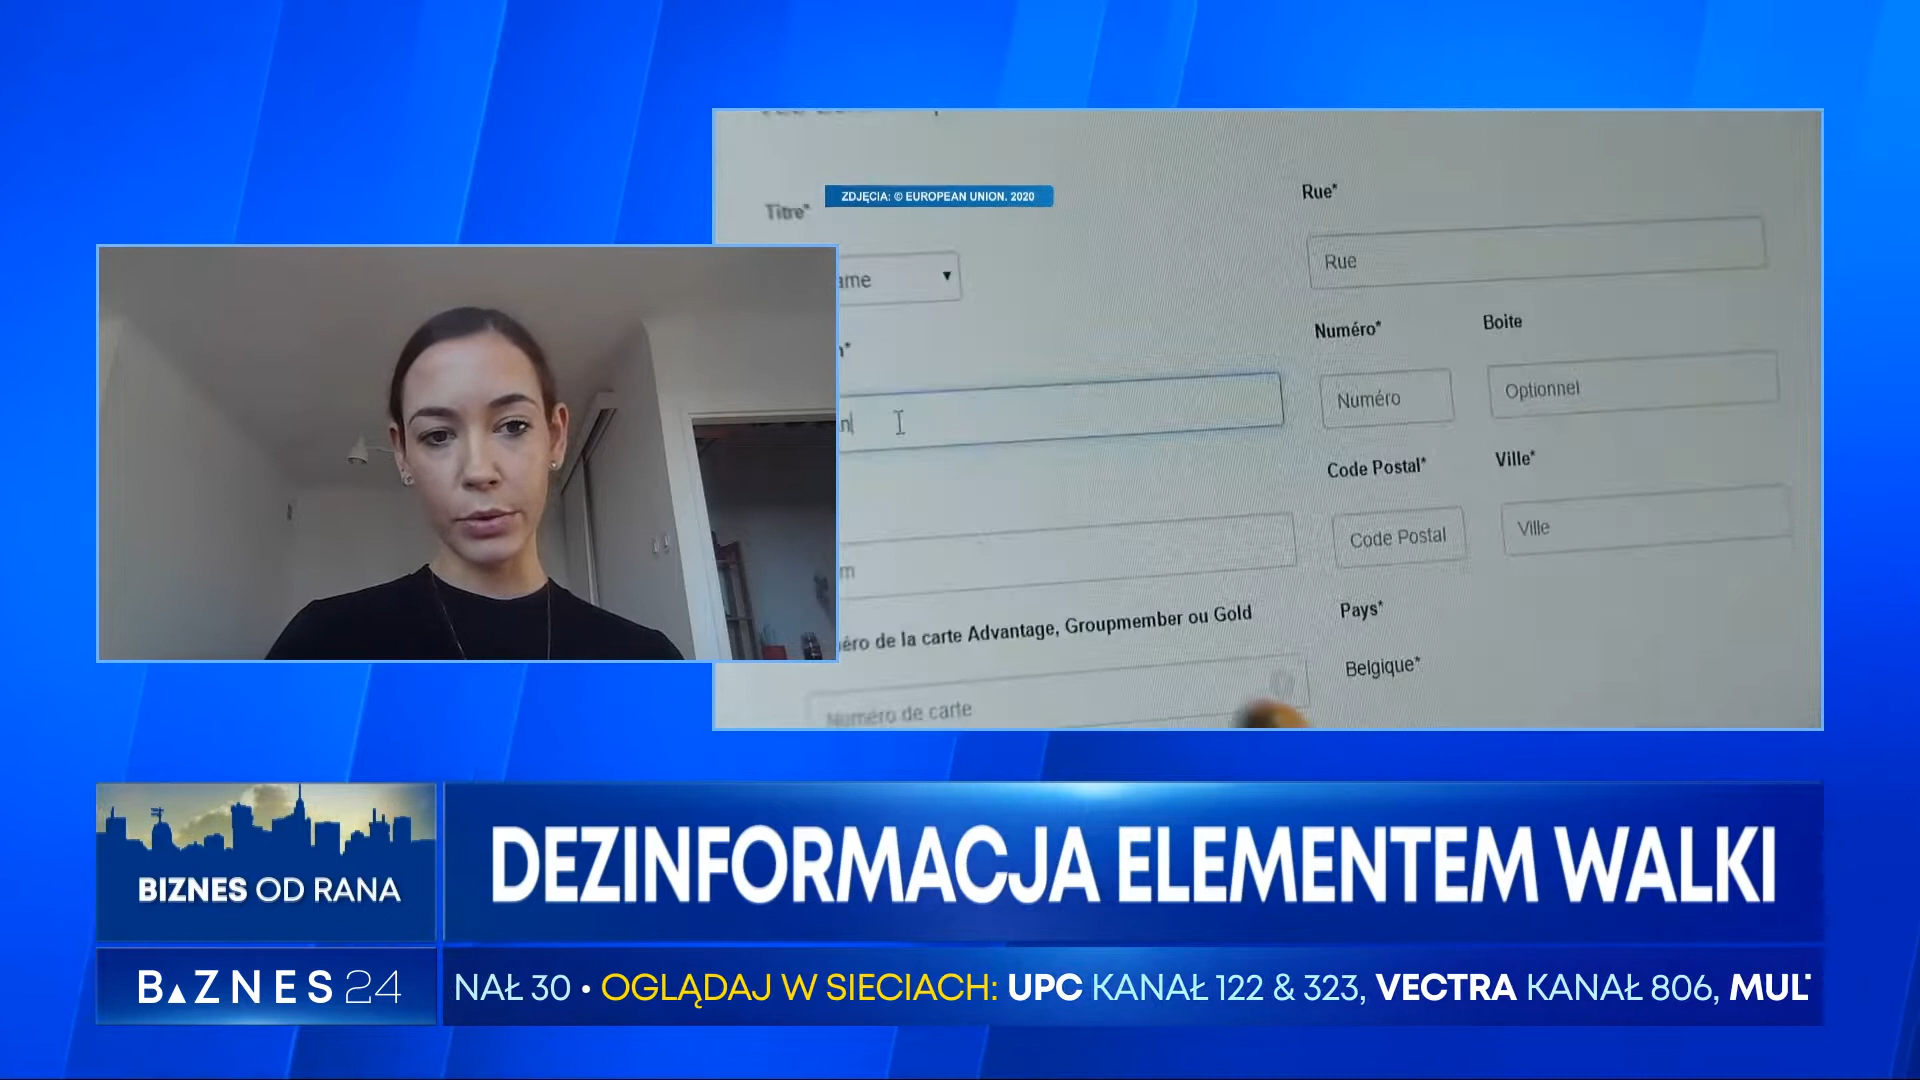 ZDJĘCIA: © EUROPEAN UNION. 2020
Titre*
ame
n
m
éro de la carte Advantage, Groupmember ou Gold
Numéro de carte
Rue*
Rue
Numéro*
Boite
Numéro
Optionnel
Code Postal*
Ville*
Code Postal
Ville
Pays*
Belgique*
BIZNES OD RANA
DEZINFORMACJA ELEMENTEM WALKI
BIZNES24
NAŁ 30 • OGLĄDAJ W SIECIACH: UPC KANAŁ 122 & 323, VECTRA KANAŁ 806, MUL